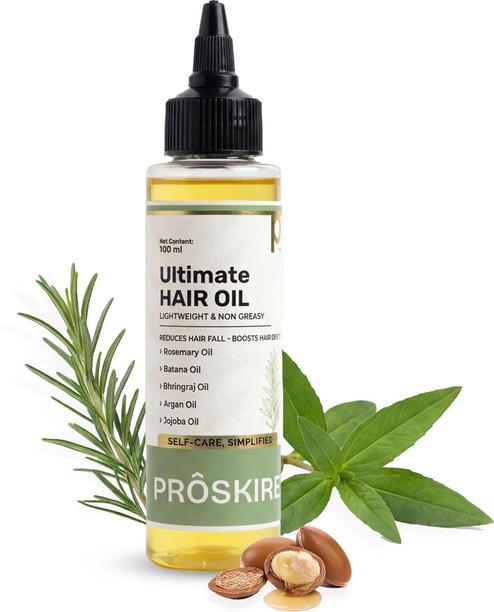 Net Content:
100 ml
Ultimate
HAIR OIL
LIGHTWEIGHT & NON GREASY
REDUCES HAIR FALL - BOOSTS HAIR
› Rosemary Oil
› Batana Oil
› Bhringraj Oil
› Argan Oil
› Jojoba Oil
SELF-CARE, SIMPLIFIED
PRÔSKIRE